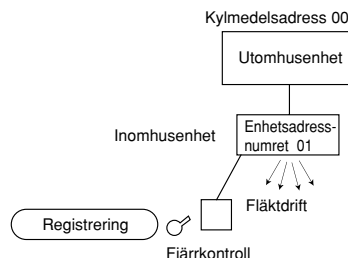 Kylmedelsadress 00
Utomhusenhet
Inomhusenhet
Enhetsadress-
numret 01
Fläktdrift
Registrering
Fjärrkontroll